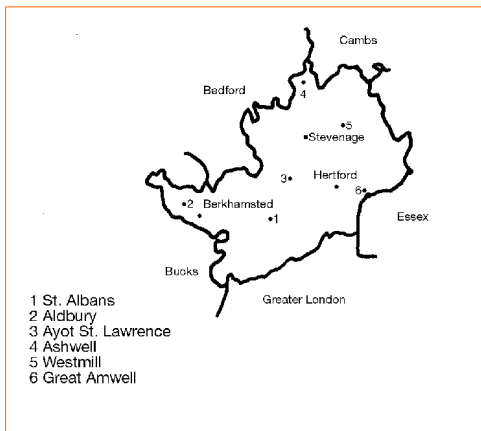 Cambs
Bedford
4
5
Stevenage
3
Hertford
6
2
Berkhamsted
1
Essex
Bucks
Greater London
1 St. Albans
2 Aldbury
3 Ayot St. Lawrence
4 Ashwell
5 Westmill
6 Great Amwell